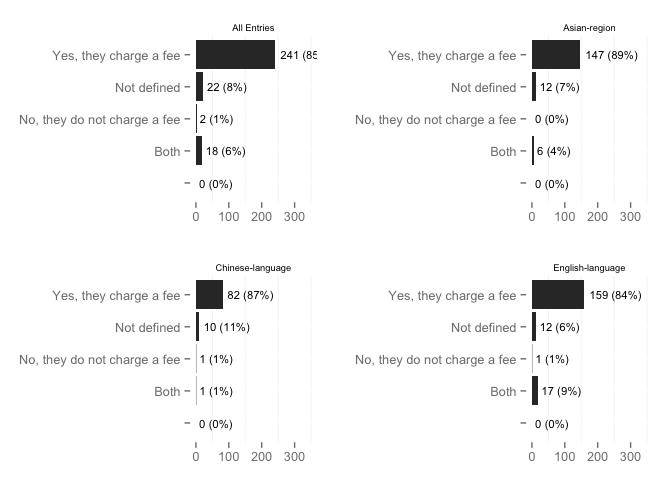 All Entries
Yes, they charge a fee 241 (85
Not defined 22 (8%)
No, they do not charge a fee 2 (1%)
Both 18 (6%)
0 (0%)
0 100 200 300
Asian-region
Yes, they charge a fee 147 (89%)
Not defined 12 (7%)
No, they do not charge a fee 0 (0%)
Both 6 (4%)
0 (0%)
0 100 200 300
Chinese-language
Yes, they charge a fee 82 (87%)
Not defined 10 (11%)
No, they do not charge a fee 1 (1%)
Both 1 (1%)
0 (0%)
0 100 200 300
English-language
Yes, they charge a fee 159 (84%)
Not defined 12 (6%)
No, they do not charge a fee 1 (1%)
Both 17 (9%)
0 (0%)
0 100 200 300